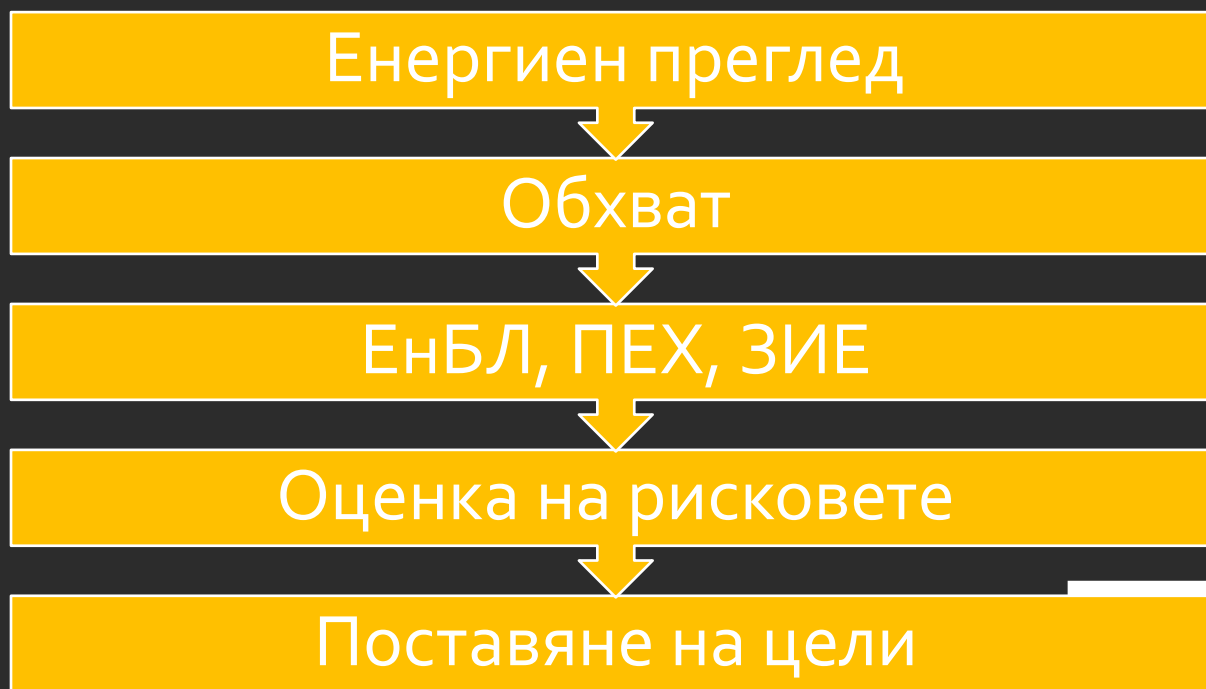 Енергиен преглед
Обхват
ЕнБЛ, ПЕХ, ЗИЕ
Оценка на рисковете
Поставяне на цели